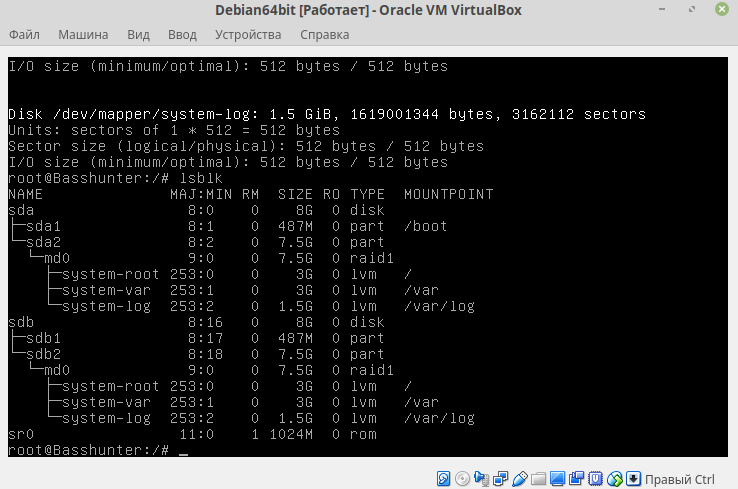 Debian64bit [Работает] - Oracle VM VirtualBox
Файл Машина Вид Ввод Устройства Справка
I/O size (minimum/optimal): 512 bytes / 512 bytes
Disk /dev/mapper/system-log: 1.5 GiB, 1619001344 bytes, 3162112 sectors
Units: sectors of 1 * 512 = 512 bytes
Sector size (logical/physical): 512 bytes / 512 bytes
I/O size (minimum/optimal): 512 bytes / 512 bytes
root@Basshunter:/# lsblk
NAME                MAJ:MIN RM  SIZE RO TYPE  MOUNTPOINT
sda                   8:0    0    8G  0 disk
├─sda1                8:1    0  487M  0 part  /boot
└─sda2                8:2    0  7.5G  0 part
  └─md0               9:0    0  7.5G  0 raid1
    ├─system-root 253:0    0    3G  0 lvm   /
    ├─system-var  253:1    0    3G  0 lvm   /var
    └─system-log  253:2    0  1.5G  0 lvm   /var/log
sdb                   8:16   0    8G  0 disk
├─sdb1                8:17   0  487M  0 part
└─sdb2                8:18   0  7.5G  0 part
  └─md0               9:0    0  7.5G  0 raid1
    ├─system-root 253:0    0    3G  0 lvm   /
    ├─system-var  253:1    0    3G  0 lvm   /var
    └─system-log  253:2    0  1.5G  0 lvm   /var/log
sr0                  11:0    1 1024M  0 rom
root@Basshunter:/# _
Правый Ctrl